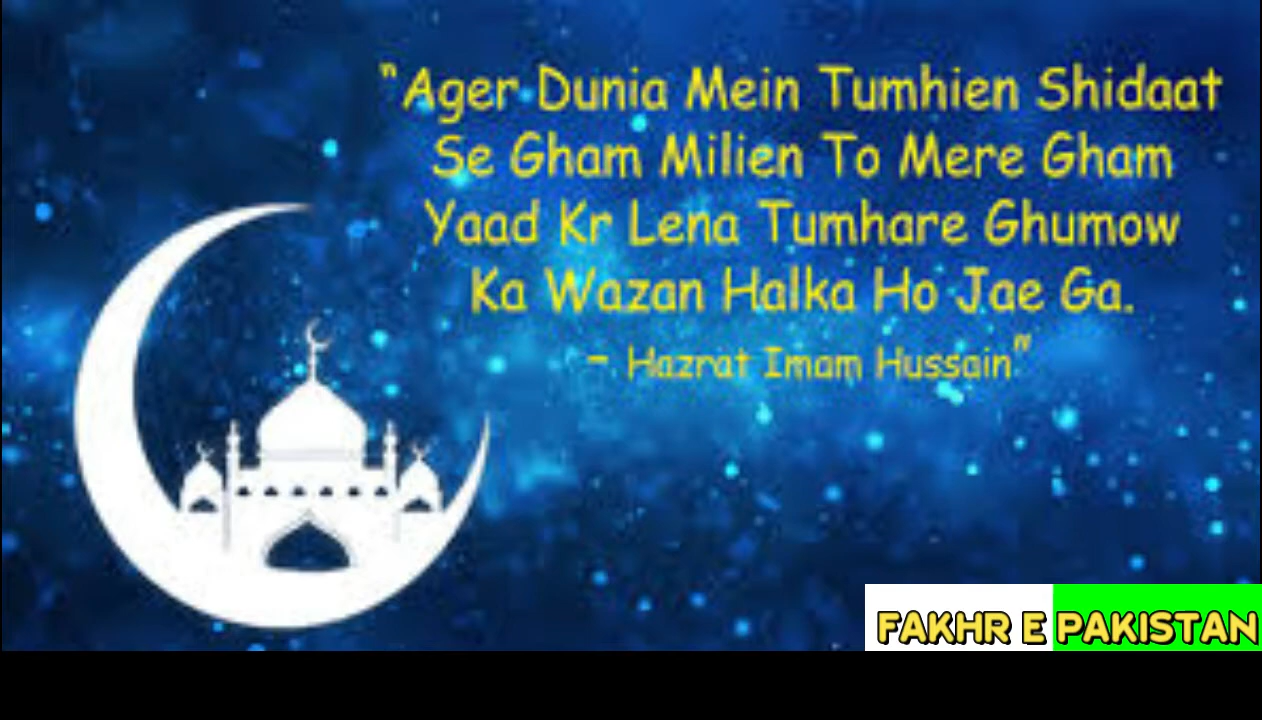 "Ager Dunia Mein Tumhien Shidaat
Se Gham Milien To Mere Gham
Yaad Kr Lena Tumhare Ghumow
Ka Wazan Halka Ho Jae Ga.
- Hazrat Imam Hussain"
FAKHR E PAKISTAN